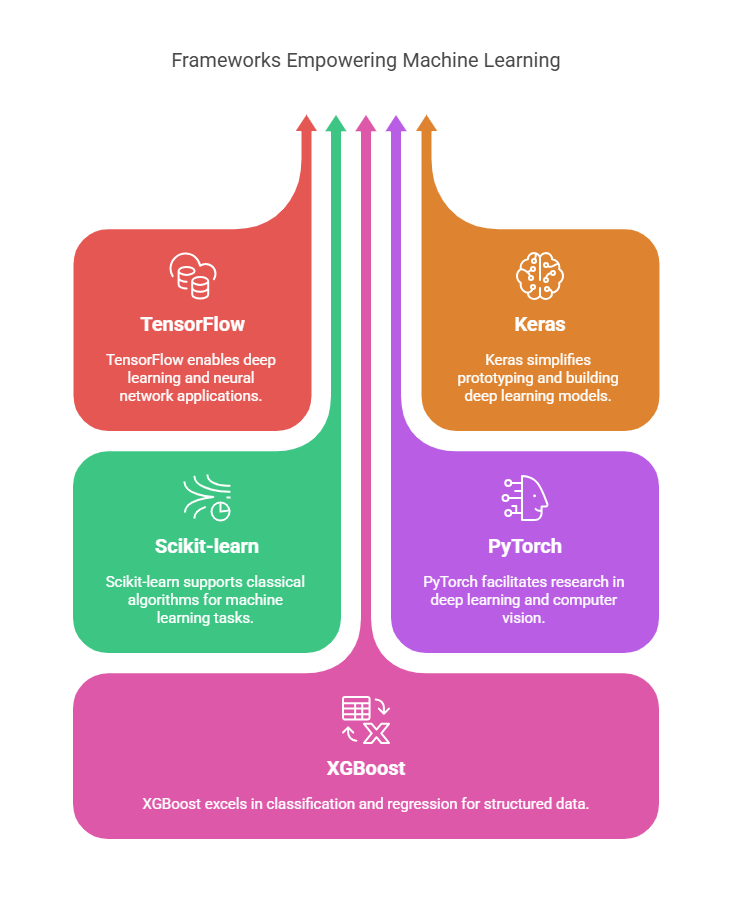 Frameworks Empowering Machine Learning
TensorFlow
TensorFlow enables deep
learning and neural
network applications.
Keras
Keras simplifies
prototyping and building
deep learning models.
Scikit-learn
Scikit-learn supports classical
algorithms for machine
learning tasks.
PyTorch
PyTorch facilitates research in
deep learning and computer
vision.
XGBoost
XGBoost excels in classification and regression for structured data.